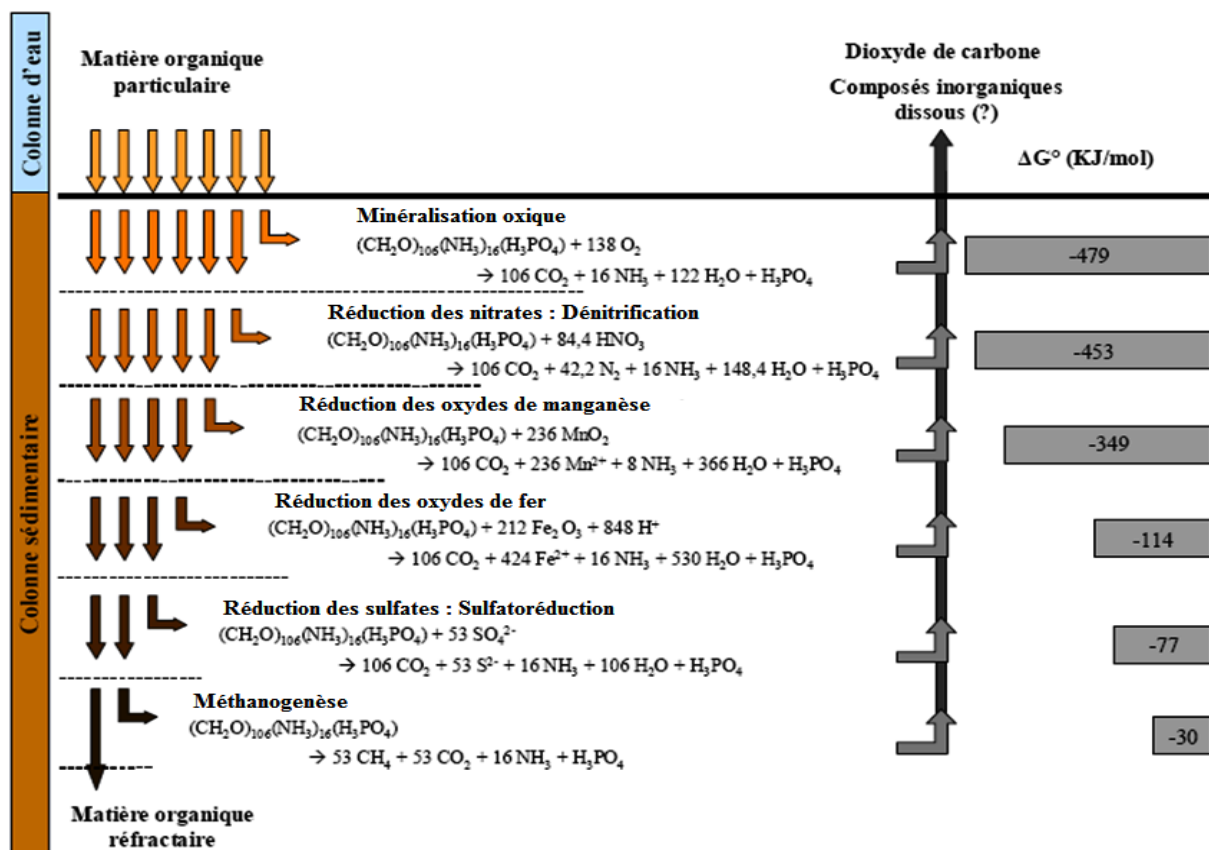 Colonne d'eau
Matière organique
particulaire
Dioxyde de carbone
Composés inorganiques
dissous (?)
ΔG° (KJ/mol)
Colonne sédimentaire
Minéralisation oxique
(CH₂O)₁₀₆(NH₃)₁₆(H₃PO₄) + 138 O₂
→ 106 CO₂ + 16 NH₃ + 122 H₂O + H₃PO₄
-479
Réduction des nitrates : Dénitrification
(CH₂O)₁₀₆(NH₃)₁₆(H₃PO₄) + 84,4 HNO₃
→ 106 CO₂ + 42,2 N₂ + 16 NH₃ + 148,4 H₂O + H₃PO₄
-453
Réduction des oxydes de manganèse
(CH₂O)₁₀₆(NH₃)₁₆(H₃PO₄) + 236 MnO₂
→ 106 CO₂ + 236 Mn²⁺ + 8 NH₃ + 366 H₂O + H₃PO₄
-349
Réduction des oxydes de fer
(CH₂O)₁₀₆(NH₃)₁₆(H₃PO₄) + 212 Fe₂O₃ + 848 H⁺
→ 106 CO₂ + 424 Fe²⁺ + 16 NH₃ + 530 H₂O + H₃PO₄
-114
Réduction des sulfates : Sulfatoréduction
(CH₂O)₁₀₆(NH₃)₁₆(H₃PO₄) + 53 SO₄²⁻
→ 106 CO₂ + 53 S²⁻ + 16 NH₃ + 106 H₂O + H₃PO₄
-77
Méthanogenèse
(CH₂O)₁₀₆(NH₃)₁₆(H₃PO₄)
→ 53 CH₄ + 53 CO₂ + 16 NH₃ + H₃PO₄
-30
Matière organique
réfractaire